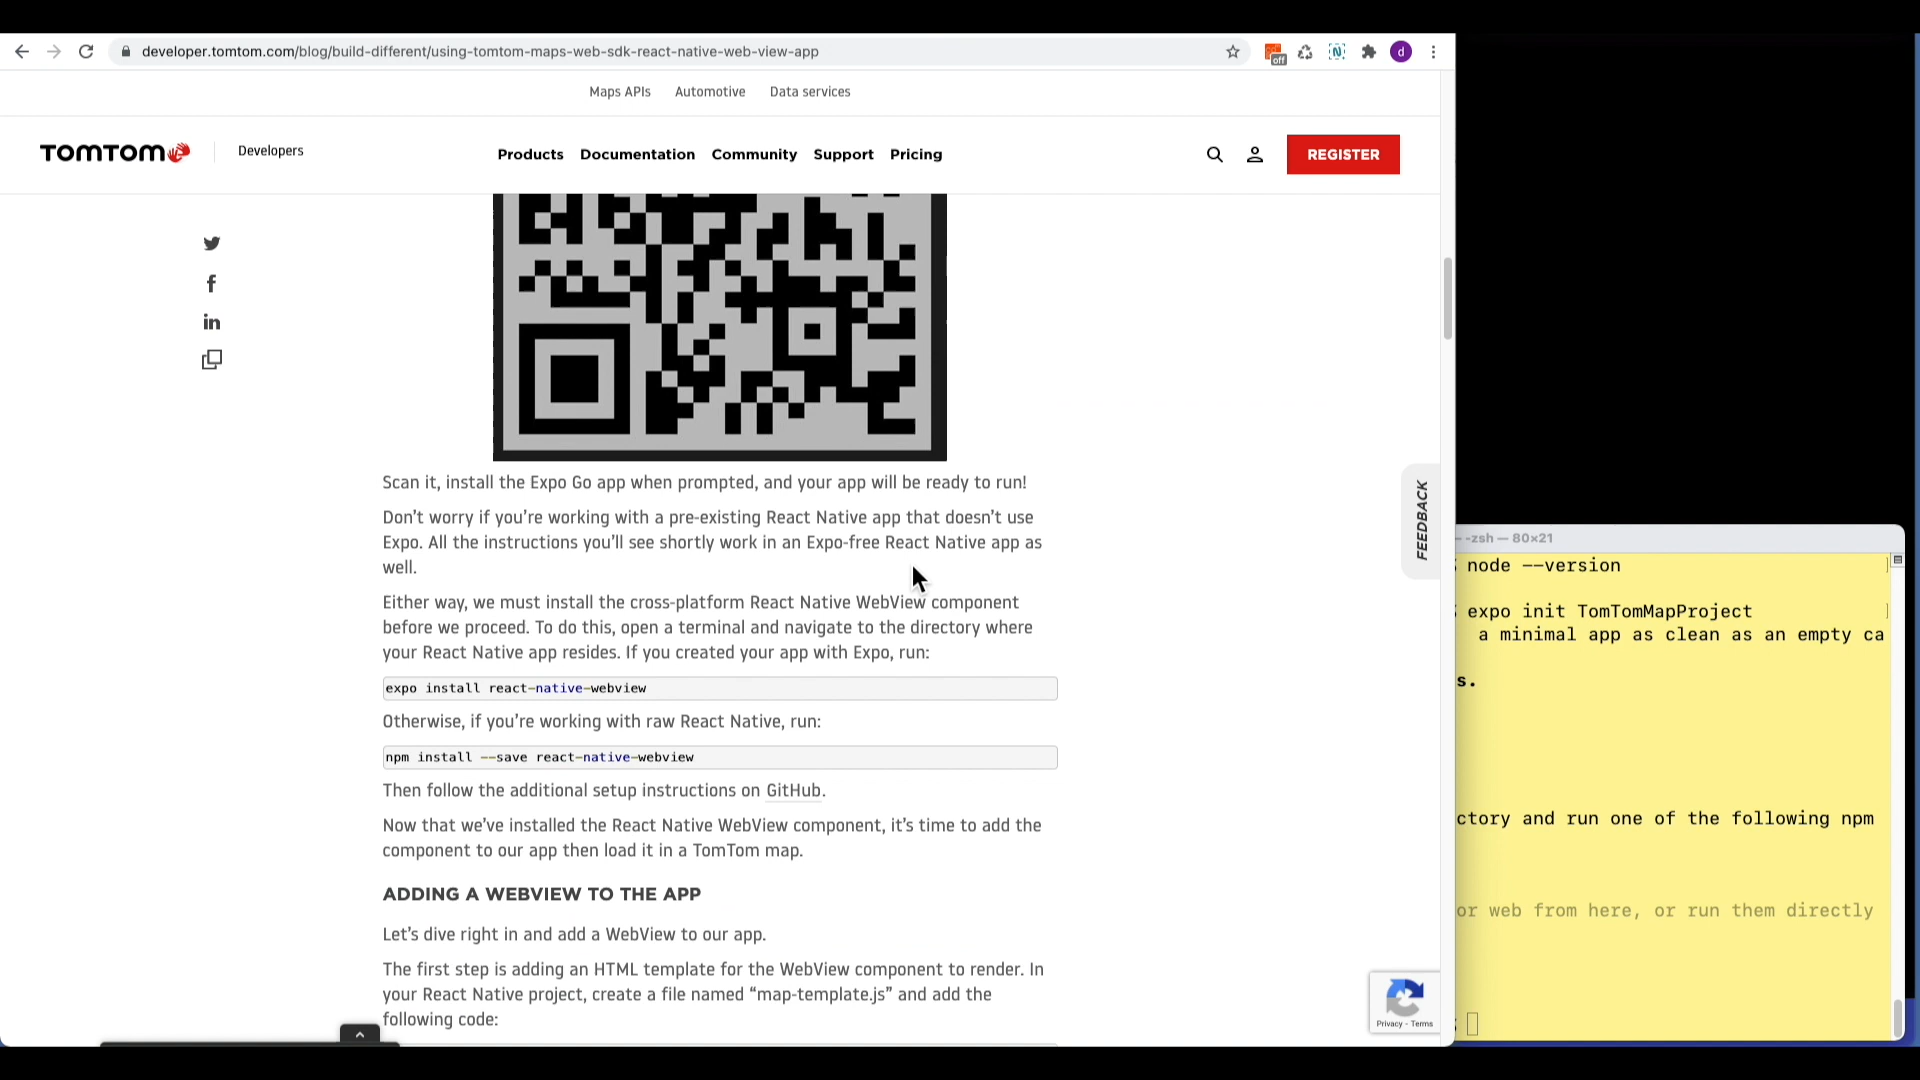 developer.tomtom.com/blog/build-different/using-tomtom-maps-web-sdk-react-native-web-view-app
off
N
d
Maps APIs Automotive Data services
TOMTOM Developers
Products Documentation Community Support Pricing
REGISTER
Scan it, install the Expo Go app when prompted, and your app will be ready to run!
Don't worry if you're working with a pre-existing React Native app that doesn't use
Expo. All the instructions you'll see shortly work in an Expo-free React Native app as
well.
Either way, we must install the cross-platform React Native WebView component
before we proceed. To do this, open a terminal and navigate to the directory where
your React Native app resides. If you created your app with Expo, run:
expo install react-native-webview
Otherwise, if you're working with raw React Native, run:
npm install --save react-native-webview
Then follow the additional setup instructions on GitHub.
Now that we've installed the React Native WebView component, it's time to add the
component to our app then load it in a TomTom map.
ADDING A WEBVIEW TO THE APP
Let's dive right in and add a WebView to our app.
The first step is adding an HTML template for the WebView component to render. In
your React Native project, create a file named “map-template.js” and add the
following code:
FEEDBACK
Privacy - Terms
-zsh — 80×21
node --version
expo init TomTomMapProject
a minimal app as clean as an empty ca
s.
ctory and run one of the following npm
or web from here, or run them directly